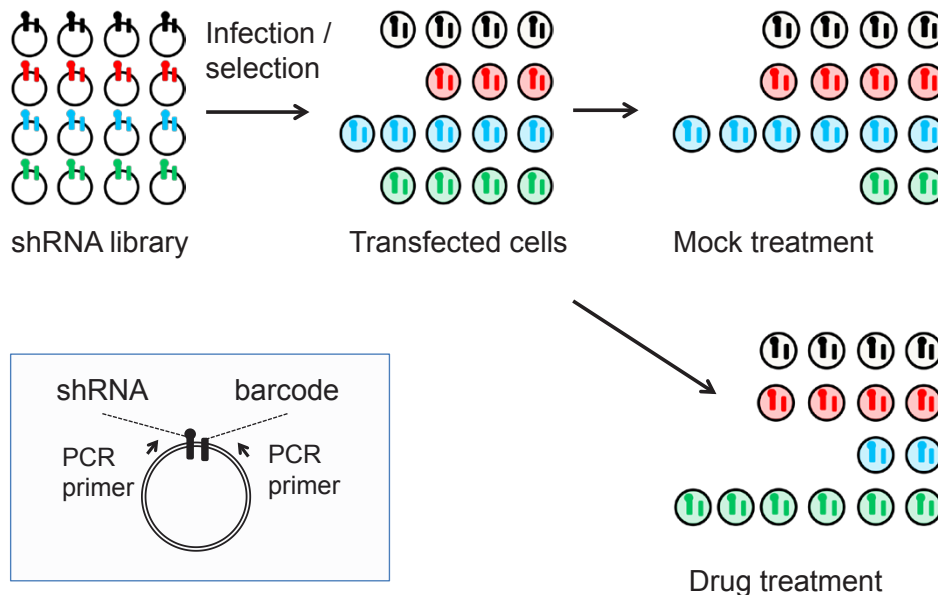 Infection /
selection
shRNA library
Transfected cells
Mock treatment
shRNA
barcode
PCR
primer
PCR
primer
Drug treatment